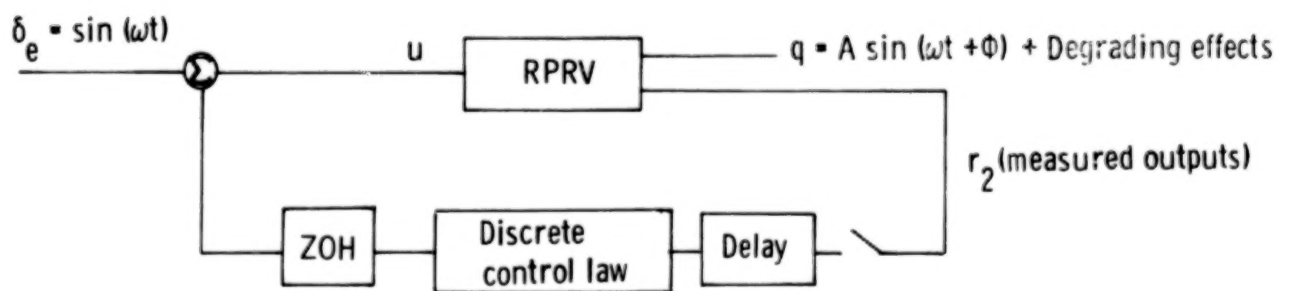 δe = sin (ωt)
Σ
u
RPRV
q = A sin (ωt +Φ) + Degrading effects
r2 (measured outputs)
ZOH
Discrete
control law
Delay